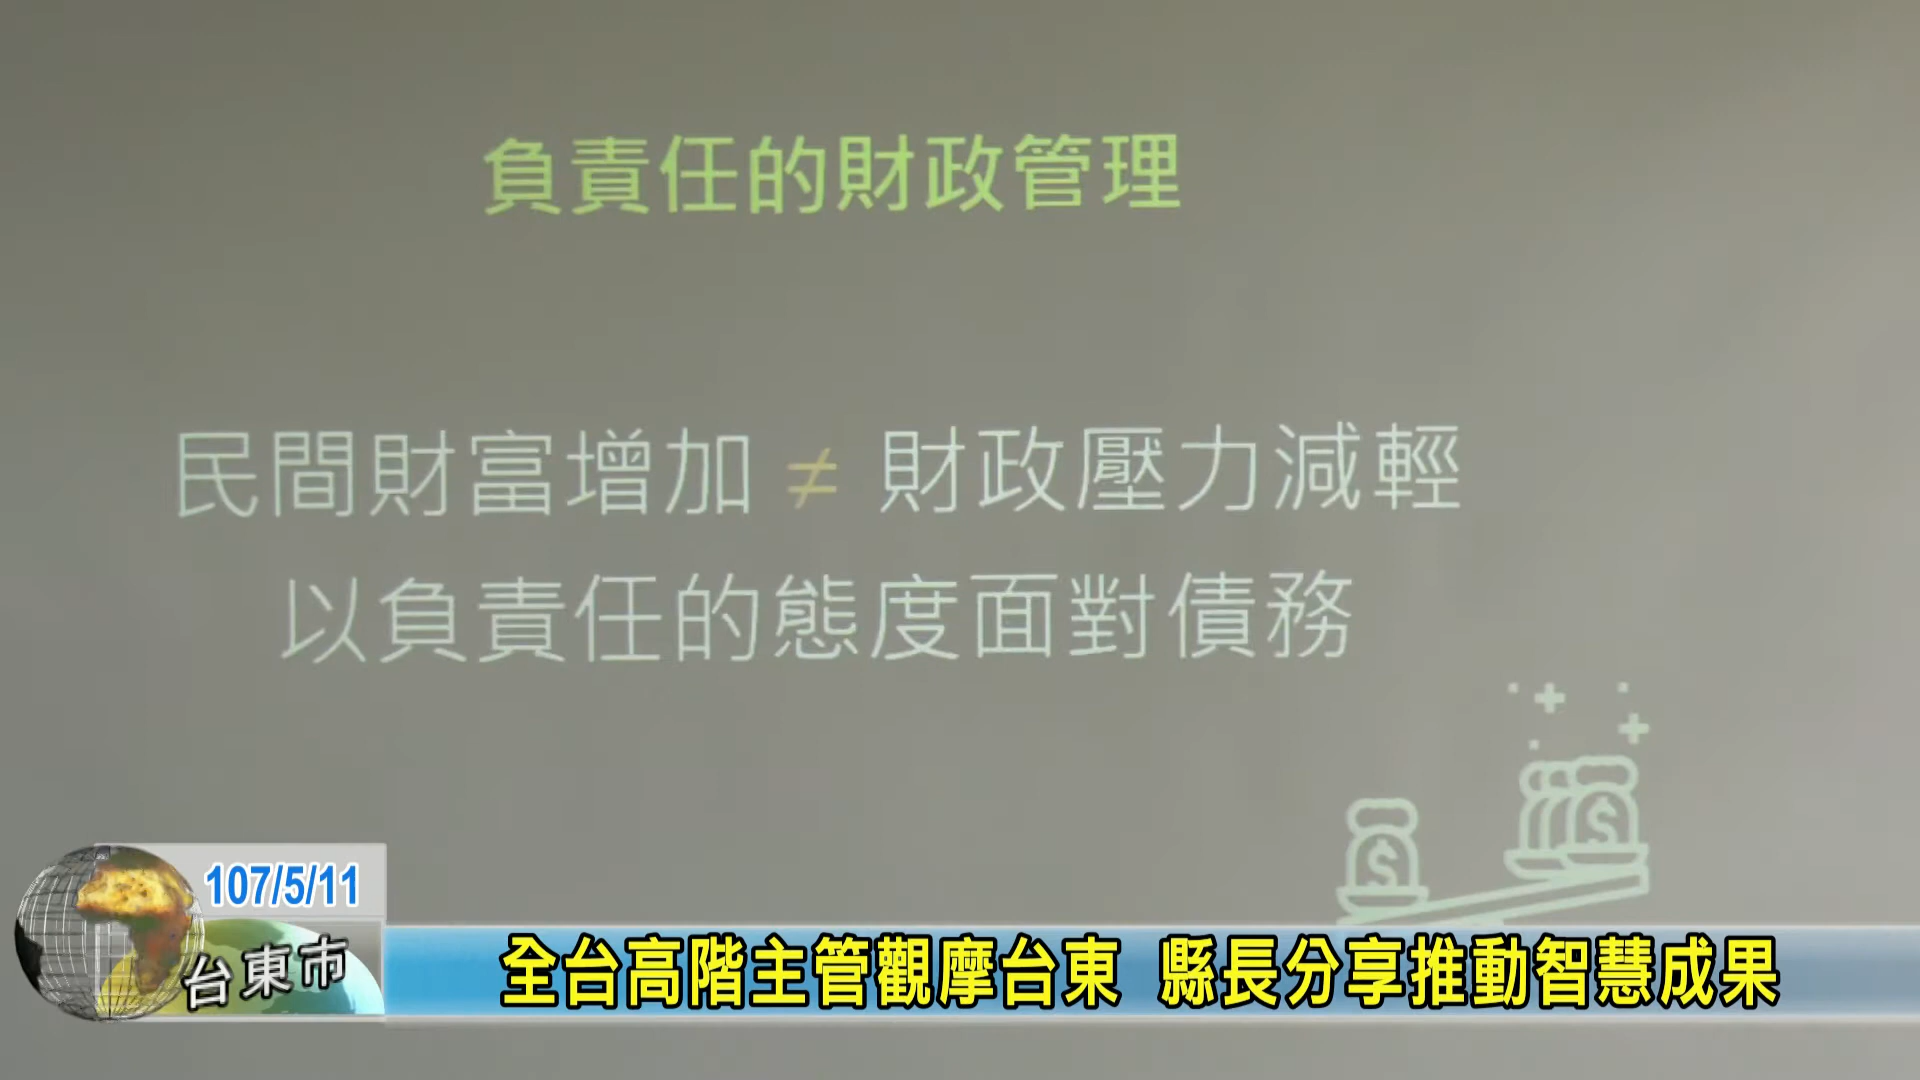 負責任的財政管理
民間財富增加 ≠ 財政壓力減輕
以負責任的態度面對債務
107/5/11
台東市
全台高階主管觀摩台東 縣長分享推動智慧成果